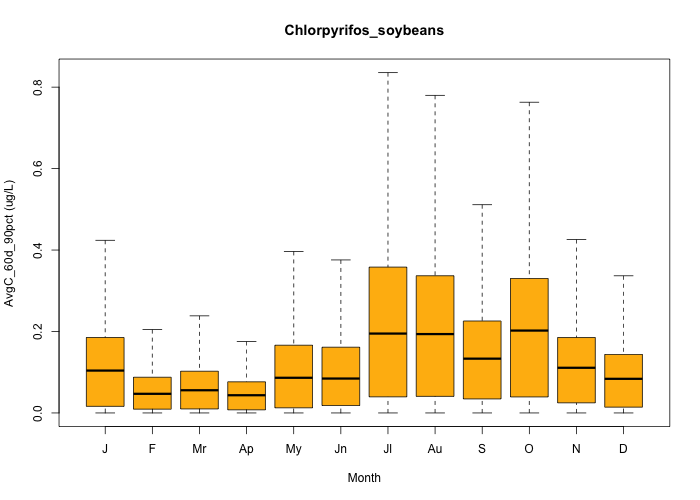 Chlorpyrifos_soybeans
AvgC_60d_90pct (ug/L)
0.8
0.6
0.4
0.2
0.0
J F Mr Ap My Jn Jl Au S O N D
Month